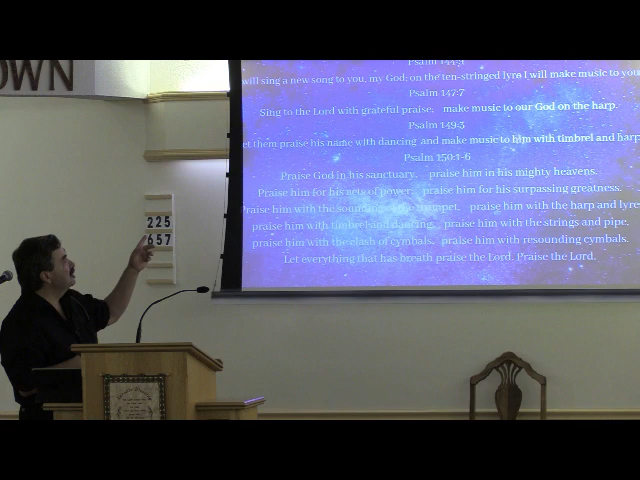 OWN
225
657
Psalm 144:9
will sing a new song to you, my God; on the ten-stringed lyre I will make music to you
Psalm 147:7
Sing to the Lord with grateful praise; make music to our God on the harp.
Psalm 149:3
et them praise his name with dancing and make music to him with timbrel and harp
Psalm 150:1-6
Praise God in his sanctuary, praise him in his mighty heavens.
Praise him for his acts of power, praise him for his surpassing greatness.
Praise him with the sounding of the trumpet, praise him with the harp and lyre
praise him with timbrel and dancing, praise him with the strings and pipe,
praise him with the clash of cymbals, praise him with resounding cymbals.
Let everything that has breath praise the Lord. Praise the Lord.